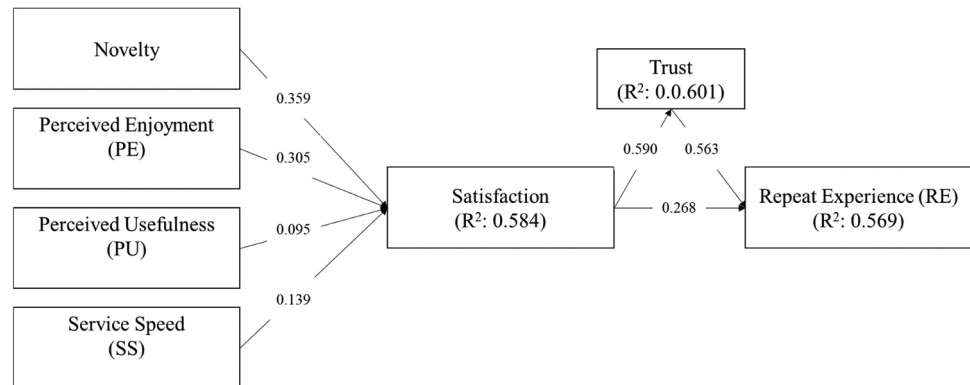 Novelty
0.359
Perceived Enjoyment
(PE)
0.305
Perceived Usefulness
(PU)
0.095
Service Speed
(SS)
0.139
Satisfaction
(R²: 0.584)
Trust
(R²: 0.0.601)
0.590
0.563
0.268
Repeat Experience (RE)
(R²: 0.569)